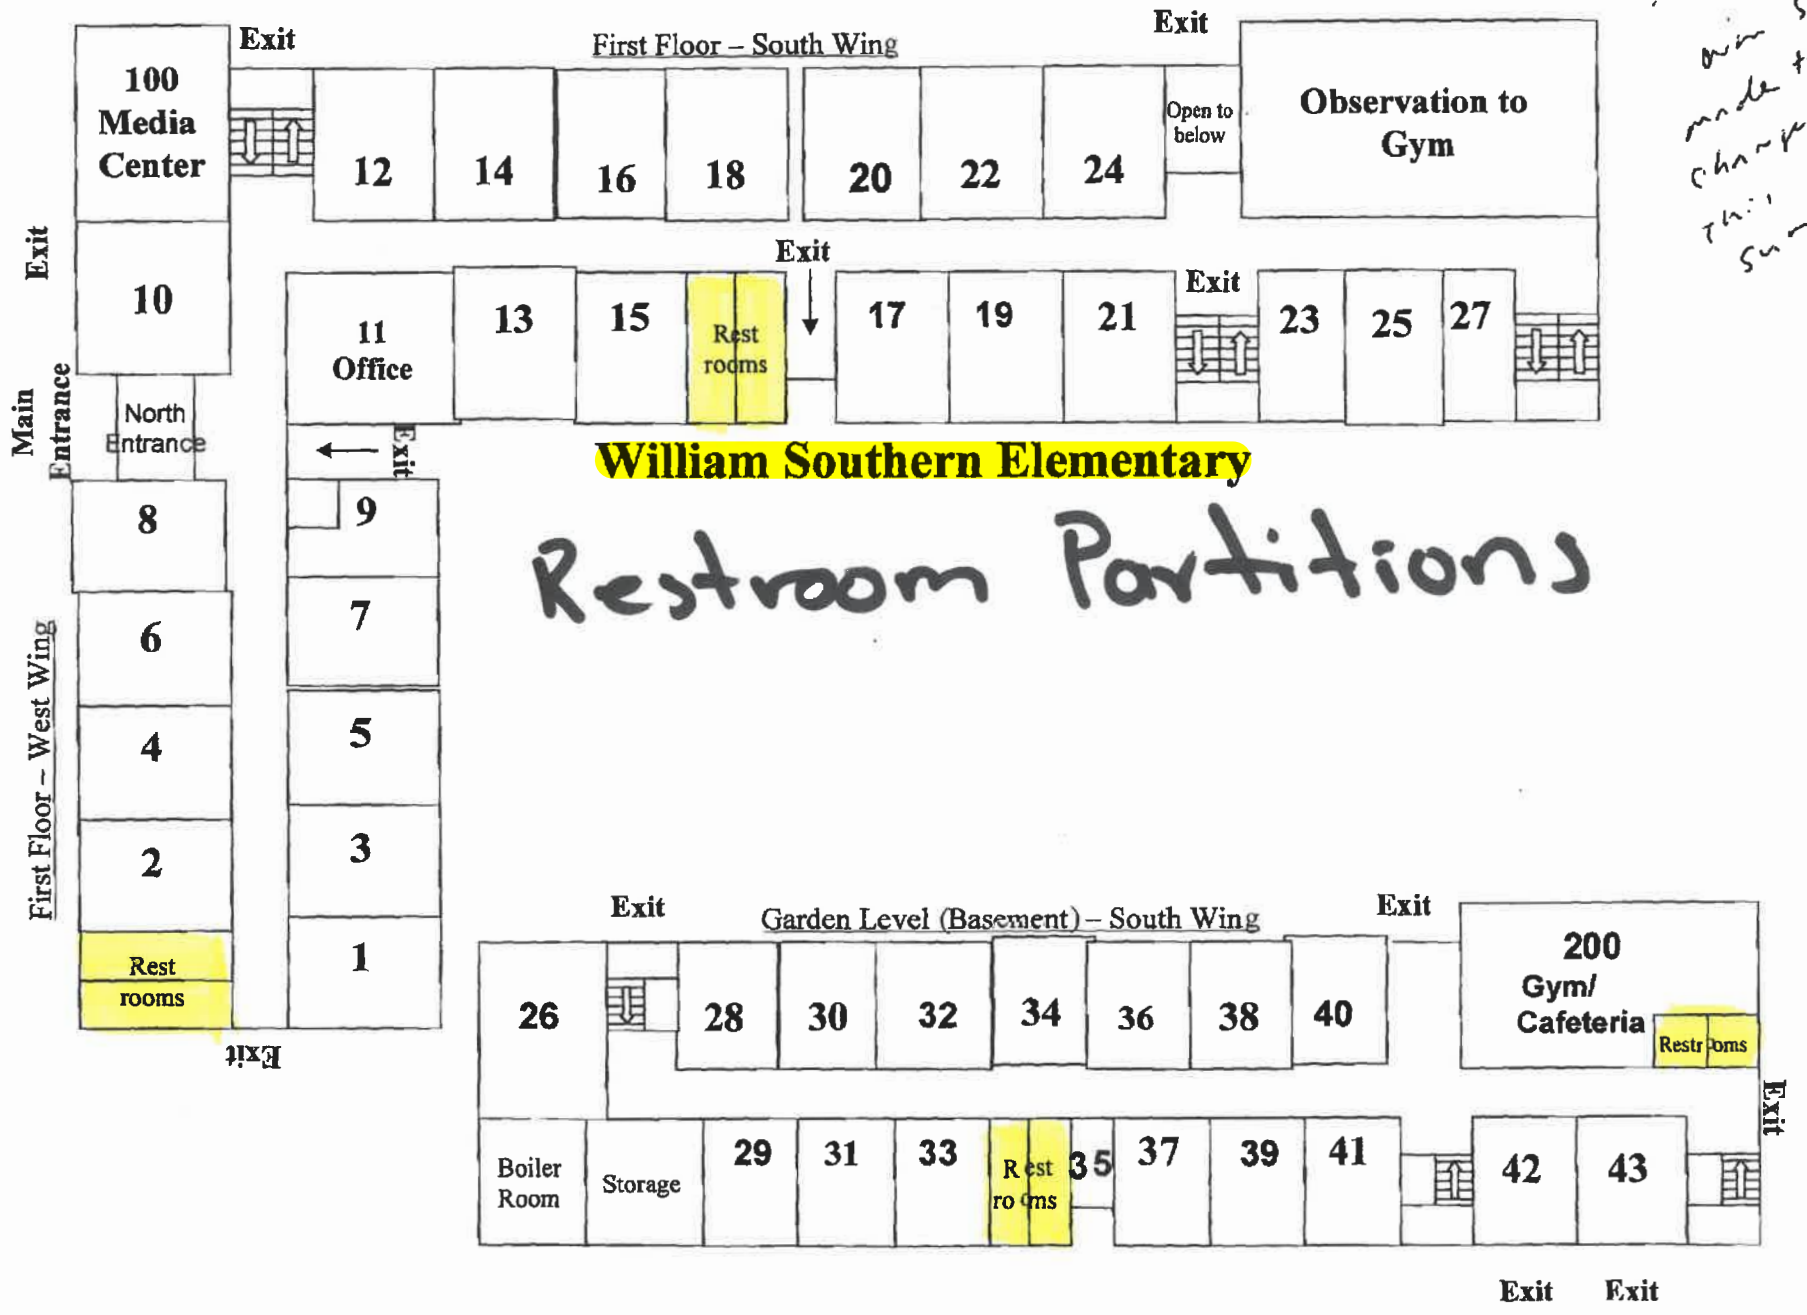 Exit
First Floor – South Wing
Exit
100
Media
Center
12
14
16
18
20
22
24
Open to
below
Observation to
Gym
made
change
this
Exit
10
Exit
11
Office
13
15
Rest
rooms
17
19
21
Exit
23
25
27
Main
Entrance
North
Entrance
Exit
William Southern Elementary
Restroom Partitions
8
9
6
7
First Floor – West Wing
4
5
2
3
Rest
rooms
1
Exit
Exit
Garden Level (Basement) – South Wing
Exit
26
28
30
32
34
36
38
40
200
Gym/
Cafeteria
Restrooms
Exit
Boiler
Room
Storage
29
31
33
Rest
rooms
35
37
39
41
42
43
Exit
Exit